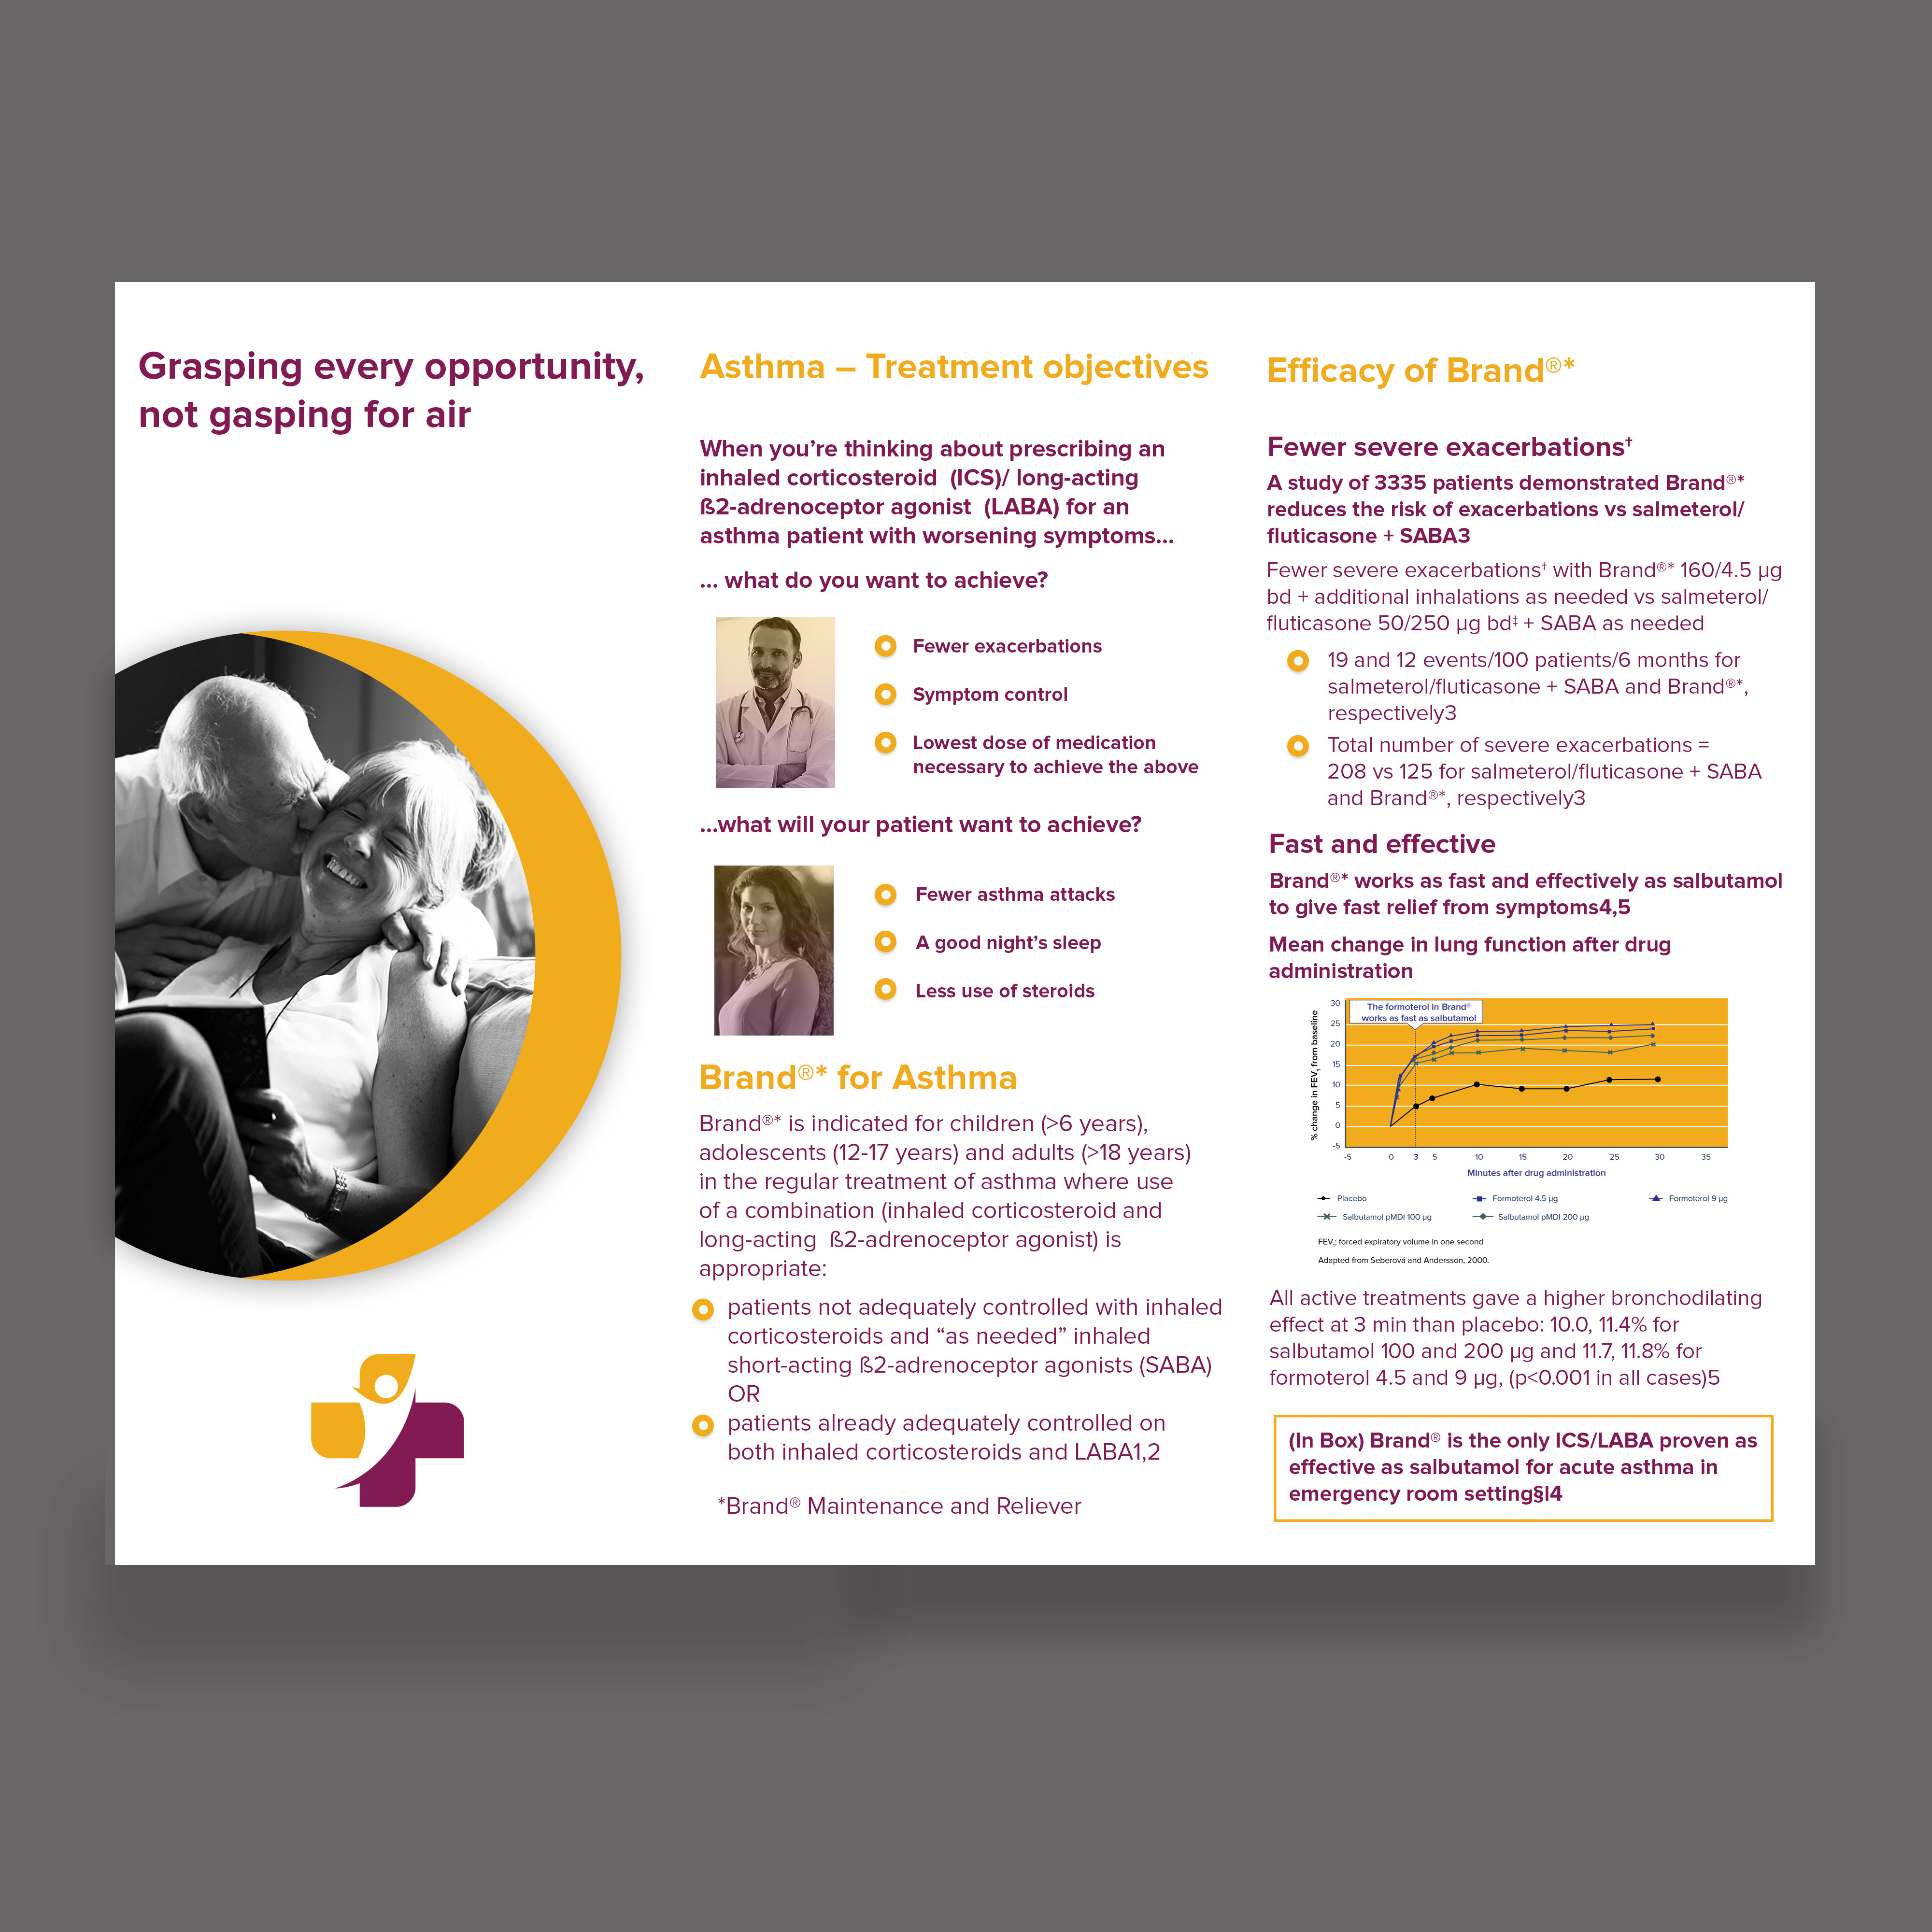 Grasping every opportunity,
not gasping for air
Asthma – Treatment objectives
When you’re thinking about prescribing an
inhaled corticosteroid  (ICS)/ long-acting
ß2-adrenoceptor agonist  (LABA) for an
asthma patient with worsening symptoms...
... what do you want to achieve?
Fewer exacerbations
Symptom control
Lowest dose of medication
necessary to achieve the above
...what will your patient want to achieve?
Fewer asthma attacks
A good night’s sleep
Less use of steroids
Brand®* for Asthma
Brand®* is indicated for children (>6 years),
adolescents (12-17 years) and adults (>18 years)
in the regular treatment of asthma where use
of a combination (inhaled corticosteroid and
long-acting  ß2-adrenoceptor agonist) is
appropriate:
patients not adequately controlled with inhaled
corticosteroids and “as needed” inhaled
short-acting ß2-adrenoceptor agonists (SABA)
OR
patients already adequately controlled on
both inhaled corticosteroids and LABA1,2
*Brand® Maintenance and Reliever
Efficacy of Brand®*
Fewer severe exacerbations†
A study of 3335 patients demonstrated Brand®*
reduces the risk of exacerbations vs salmeterol/
fluticasone + SABA3
Fewer severe exacerbations† with Brand®* 160/4.5 µg
bd + additional inhalations as needed vs salmeterol/
fluticasone 50/250 µg bd‡ + SABA as needed
19 and 12 events/100 patients/6 months for
salmeterol/fluticasone + SABA and Brand®*,
respectively3
Total number of severe exacerbations =
208 vs 125 for salmeterol/fluticasone + SABA
and Brand®*, respectively3
Fast and effective
Brand®* works as fast and effectively as salbutamol
to give fast relief from symptoms4,5
Mean change in lung function after drug
administration
The formoterol in Brand®
works as fast as salbutamol
% change in FEV1 from baseline
30
25
20
15
10
5
0
-5
-5 0 3 5 10 15 20 25 30 35
Minutes after drug administration
Placebo Formoterol 4.5 µg Formoterol 9 µg
Salbutamol pMDI 100 µg Salbutamol pMDI 200 µg
FEV1; forced expiratory volume in one second
Adapted from Seberová and Andersson, 2000.
All active treatments gave a higher bronchodilating
effect at 3 min than placebo: 10.0, 11.4% for
salbutamol 100 and 200 µg and 11.7, 11.8% for
formoterol 4.5 and 9 µg, (p<0.001 in all cases)5
(In Box) Brand® is the only ICS/LABA proven as
effective as salbutamol for acute asthma in
emergency room setting§|4